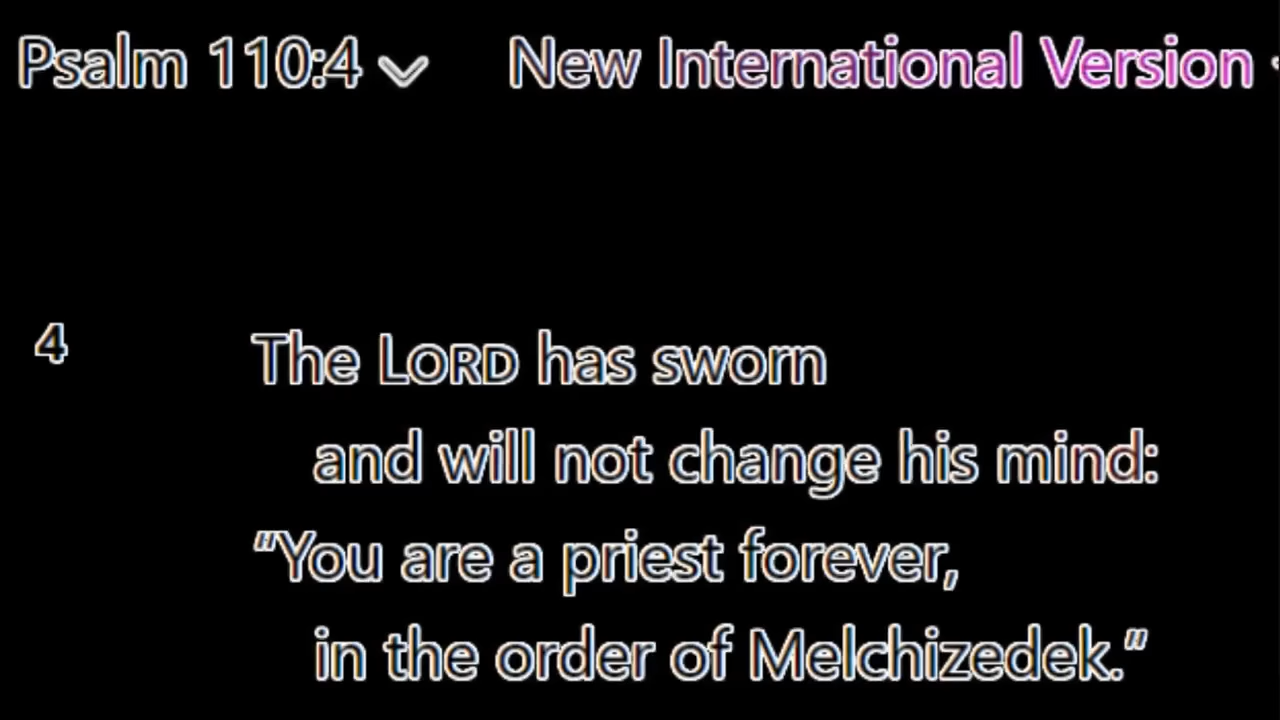 Psalm 110:4 New International Version
4 The LORD has sworn
and will not change his mind:
“You are a priest forever,
in the order of Melchizedek.”